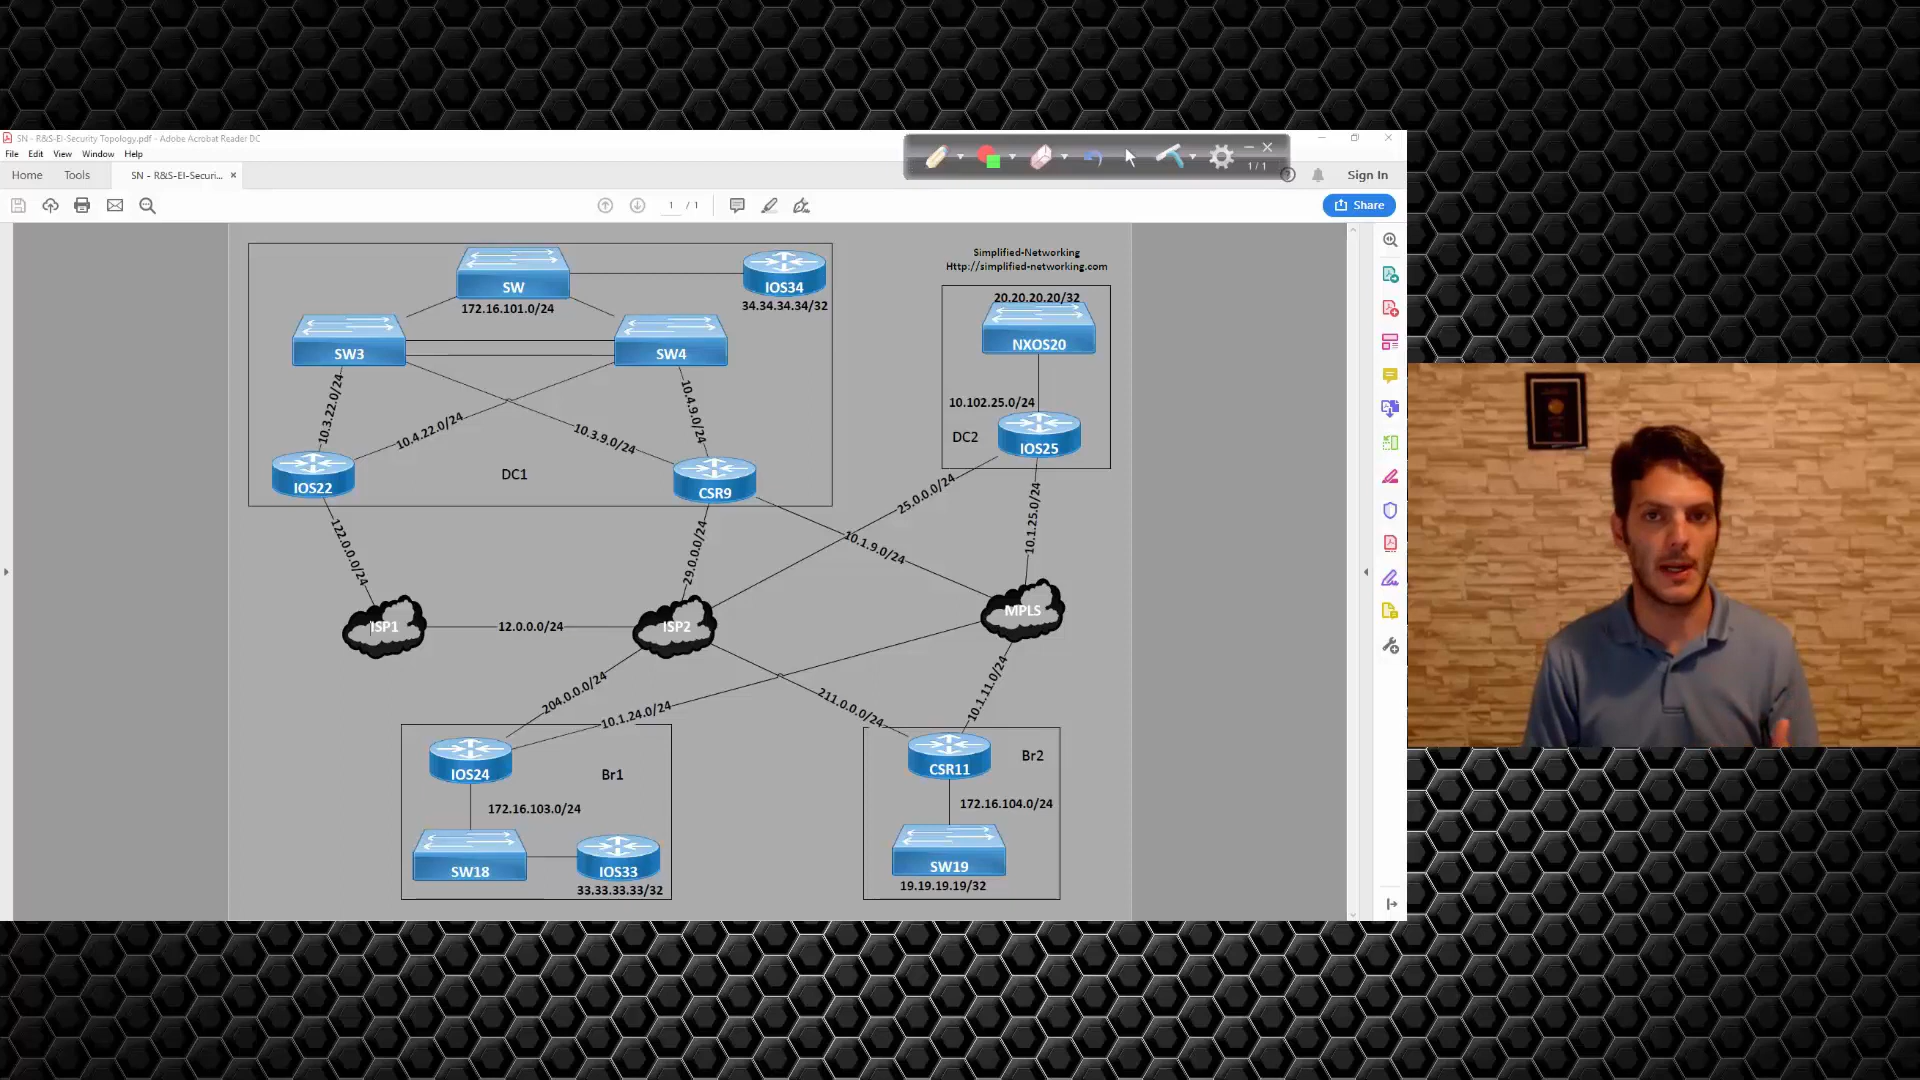 SN - R&S-EI-Security Topology.pdf - Adobe Acrobat Reader DC
File Edit View Window Help
1 / 1
Home Tools SN - R&S-EI-Securi... × Sign In
1 / 1 Share
Simplified-Networking
Http://simplified-networking.com
SW
IOS34
172.16.101.0/24
34.34.34.34/32
20.20.20.20/32
NXOS20
SW3
SW4
10.3.22.0/24
10.4.22.0/24
10.3.9.0/24
10.4.9.0/24
10.102.25.0/24
DC2
IOS25
DC1
IOS22
CSR9
122.0.0.0/24
29.0.0.0/24
25.0.0.0/24
10.1.9.0/24
10.1.25.0/24
ISP1
12.0.0.0/24
ISP2
MPLS
204.0.0.0/24
10.1.24.0/24
211.0.0.0/24
10.1.11.0/24
IOS24
Br1
CSR11
Br2
172.16.103.0/24
172.16.104.0/24
SW18
IOS33
33.33.33.33/32
SW19
19.19.19.19/32